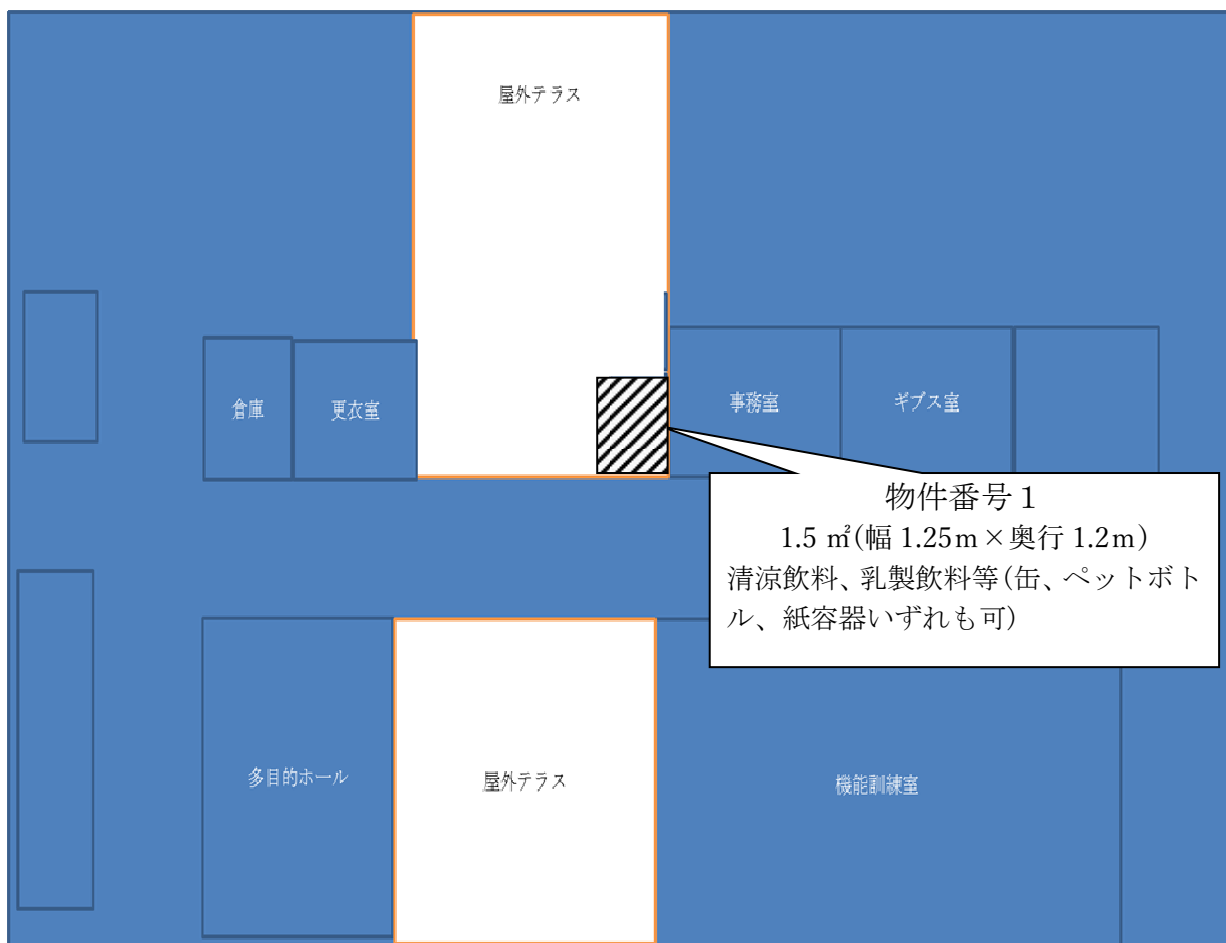 屋外テラス
倉庫
更衣室
事務室
ギプス室
物件番号１
1.5 ㎡(幅 1.25m×奥行 1.2m)
清涼飲料、乳製飲料等(缶、ペットボト
ル、紙容器いずれも可)
多目的ホール
屋外テラス
機能訓練室